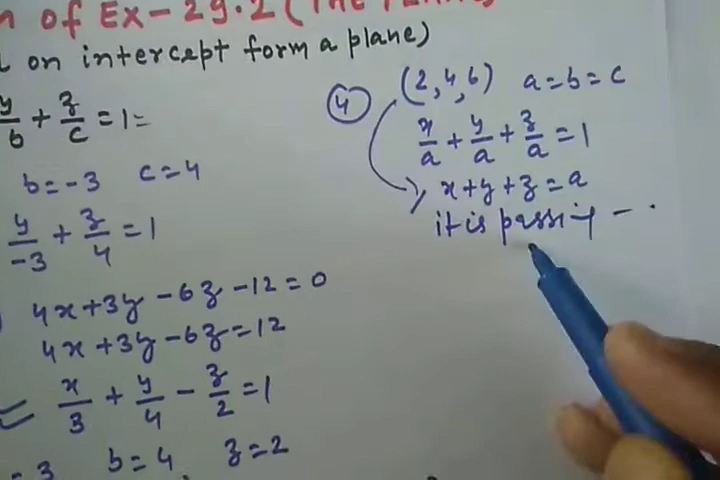 n of Ex-29.2 (The Plane)
l on intercept form a plane)
y/b + z/c = 1 =
b = -3 c = 4
y/-3 + z/4 = 1
4x + 3y - 6z - 12 = 0
4x + 3y - 6z = 12
x/3 + y/4 - z/2 = 1
= 3 b = 4, z = 2
④ (2, 4, 6) a = b = c
x/a + y/a + z/a = 1
x + y + z = a
it is passing - .